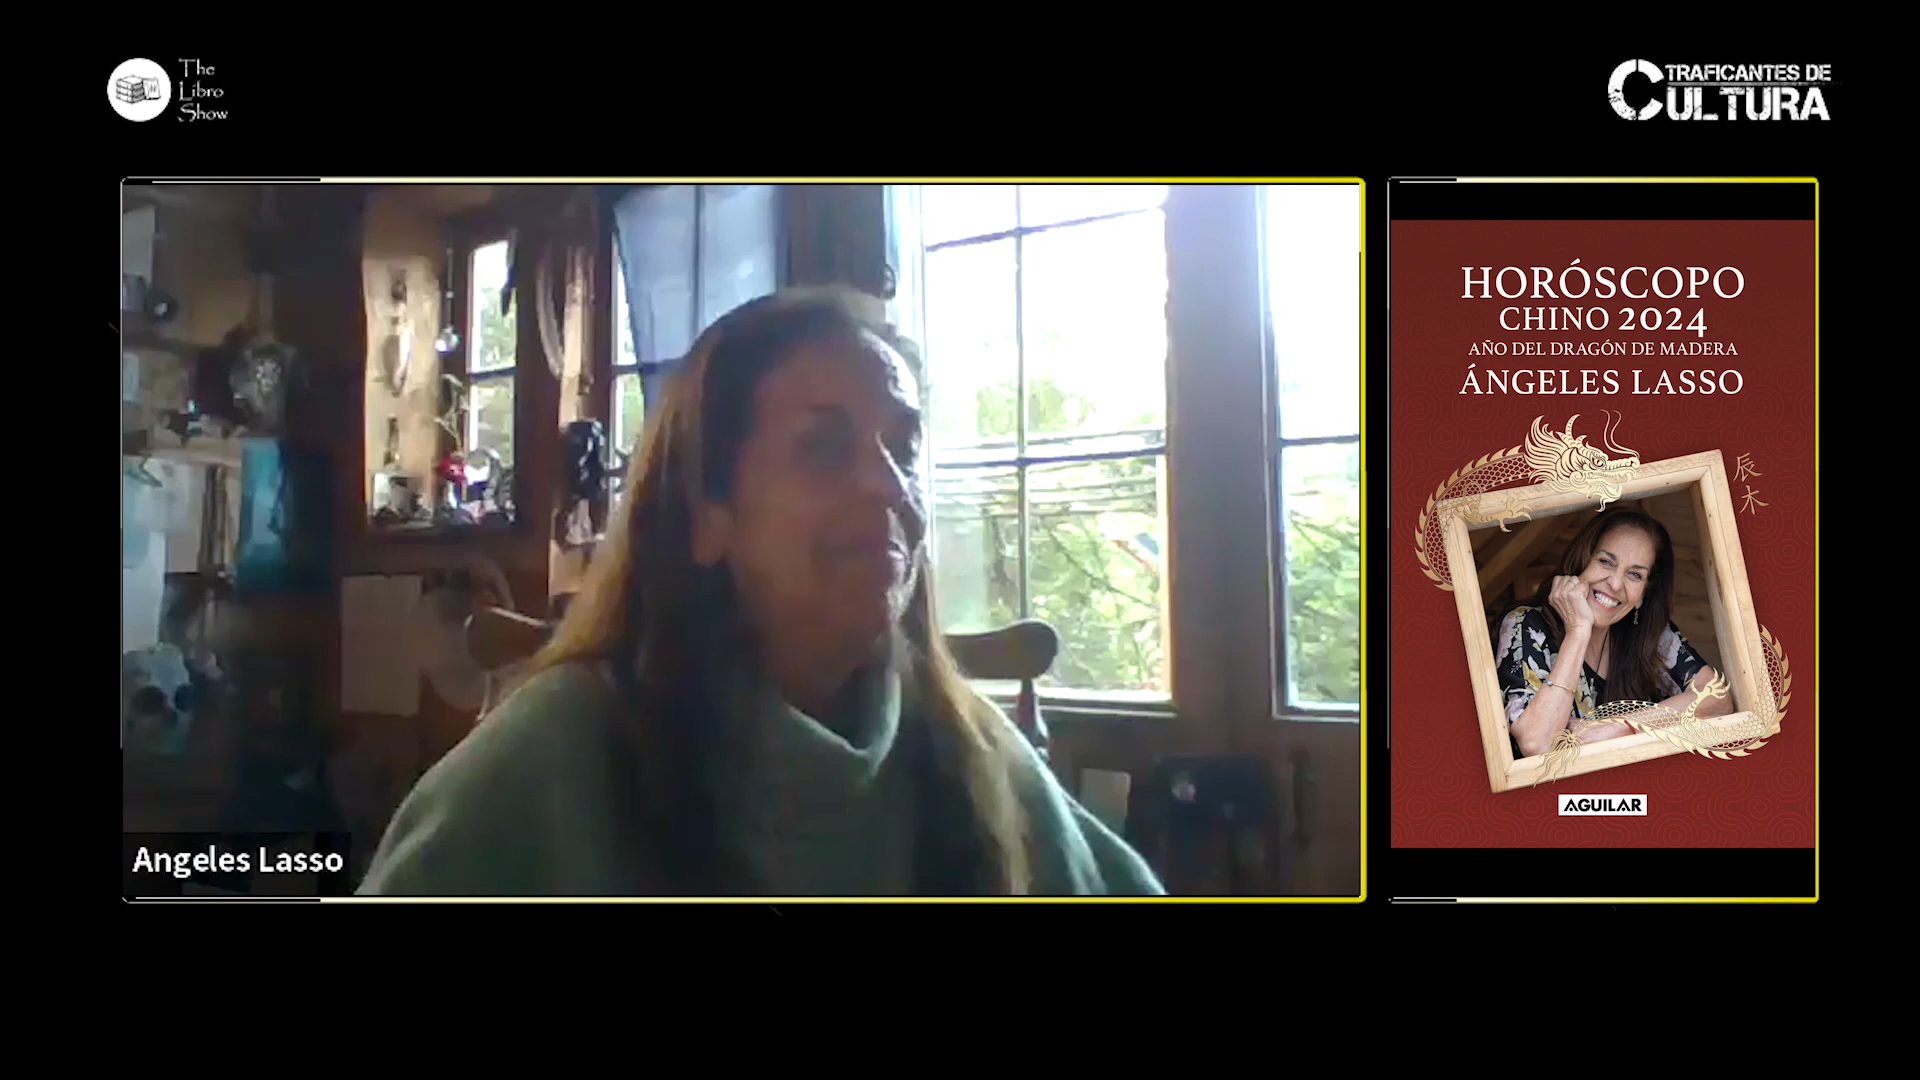 The
Libro
Show
TRAFICANTES DE
CULTURA
HORÓSCOPO
CHINO 2024
AÑO DEL DRAGÓN DE MADERA
ÁNGELES LASSO
辰
木
AGUILAR
Angeles Lasso